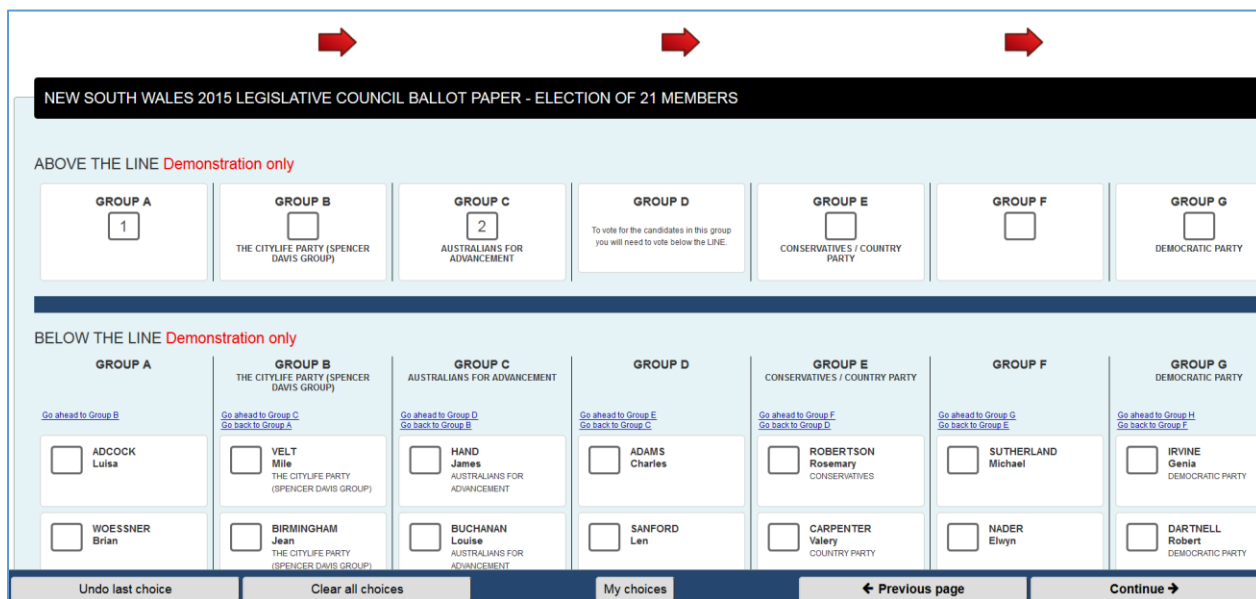 NEW SOUTH WALES 2015 LEGISLATIVE COUNCIL BALLOT PAPER - ELECTION OF 21 MEMBERS
ABOVE THE LINE Demonstration only
GROUP A
1
GROUP B
THE CITYLIFE PARTY (SPENCER
DAVIS GROUP)
GROUP C
2
AUSTRALIANS FOR
ADVANCEMENT
GROUP D
To vote for the candidates in this group
you will need to vote below the LINE.
GROUP E
CONSERVATIVES / COUNTRY
PARTY
GROUP F
GROUP G
DEMOCRATIC PARTY
BELOW THE LINE Demonstration only
GROUP A
Go ahead to Group B
ADCOCK
Luisa
WOESSNER
Brian
GROUP B
THE CITYLIFE PARTY (SPENCER
DAVIS GROUP)
Go ahead to Group C
Go back to Group A
VELT
Mile
THE CITYLIFE PARTY
(SPENCER DAVIS GROUP)
BIRMINGHAM
Jean
THE CITYLIFE PARTY
(SPENCER DAVIS GROUP)
GROUP C
AUSTRALIANS FOR ADVANCEMENT
Go ahead to Group D
Go back to Group B
HAND
James
AUSTRALIANS FOR
ADVANCEMENT
BUCHANAN
Louise
AUSTRALIANS FOR
ADVANCEMENT
GROUP D
Go ahead to Group E
Go back to Group C
ADAMS
Charles
SANFORD
Len
GROUP E
CONSERVATIVES / COUNTRY PARTY
Go ahead to Group F
Go back to Group D
ROBERTSON
Rosemary
CONSERVATIVES
CARPENTER
Valery
COUNTRY PARTY
GROUP F
Go ahead to Group G
Go back to Group E
SUTHERLAND
Michael
NADER
Elwyn
GROUP G
DEMOCRATIC PARTY
Go ahead to Group H
Go back to Group F
IRVINE
Genia
DEMOCRATIC PARTY
DARTNELL
Robert
DEMOCRATIC PARTY
Undo last choice
Clear all choices
My choices
← Previous page
Continue →